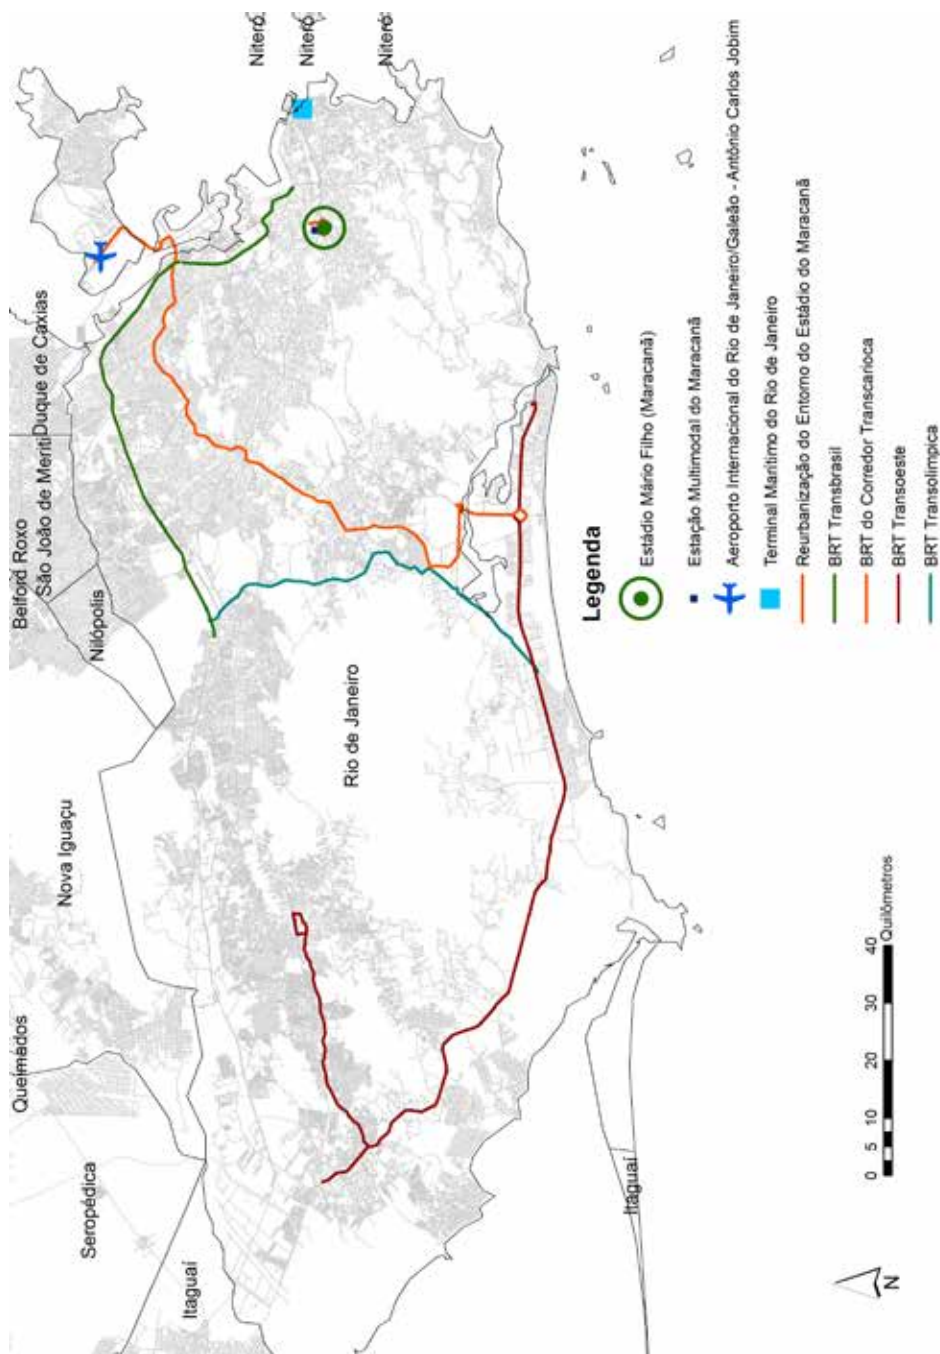 Niterói
Niterói
Niterói
Duque de Caxias
São João de Meriti
Belford Roxo
Nilópolis
Nova Iguaçu
Rio de Janeiro
Queimados
Seropédica
Itaguaí
Itaguaí
Legenda
Estádio Mário Filho (Maracanã)
Estação Multimodal do Maracanã
Aeroporto Internacional do Rio de Janeiro/Galeão - Antônio Carlos Jobim
Terminal Marítimo do Rio de Janeiro
Reurbanização do Entorno do Estádio do Maracanã
BRT Transbrasil
BRT do Corredor Transcarioca
BRT Transoeste
BRT Transolímpica
0 5 10 20 30 40
Quilômetros
N